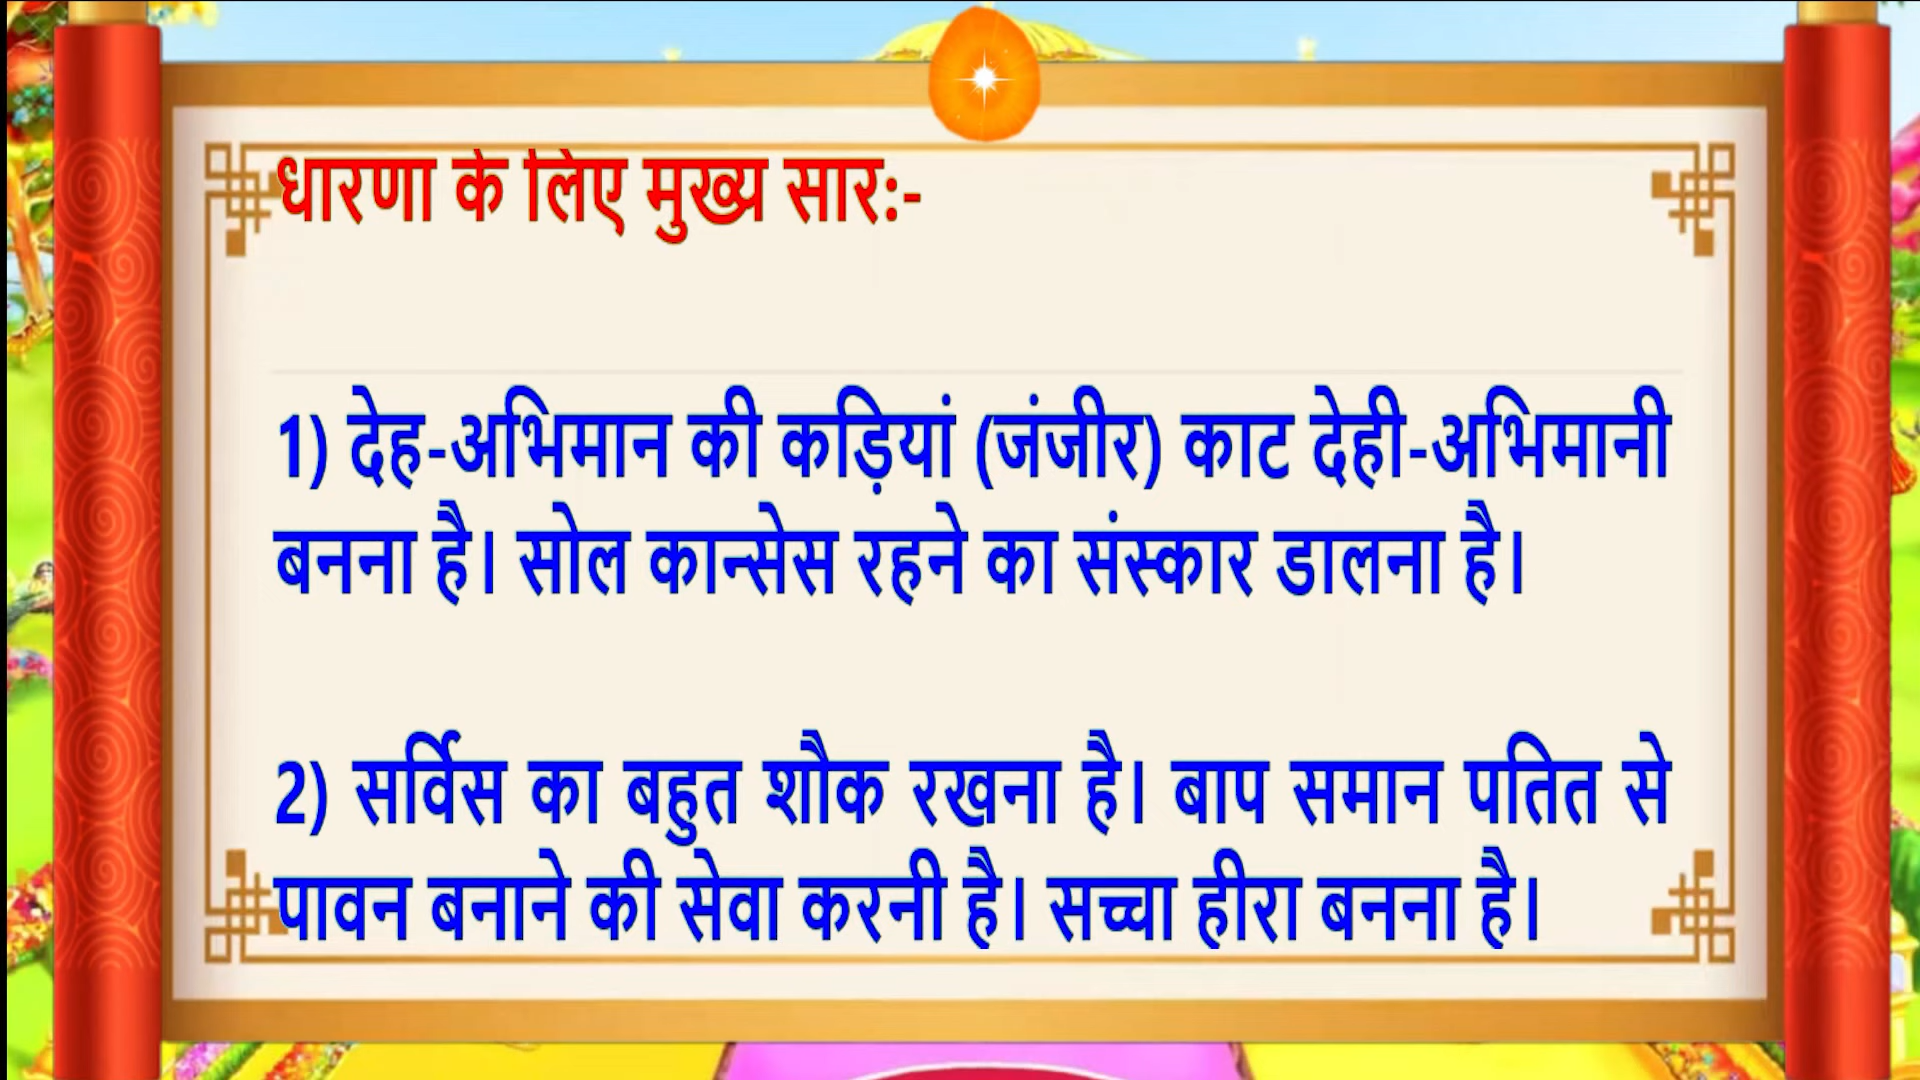 धारणा के लिए मुख्य सार:-
1) देह-अभिमान की कड़ियां (जंजीर) काट देही-अभिमानी
बनना है। सोल कान्सेस रहने का संस्कार डालना है।
2) सर्विस का बहुत शौक रखना है। बाप समान पतित से
पावन बनाने की सेवा करनी है। सच्चा हीरा बनना है।